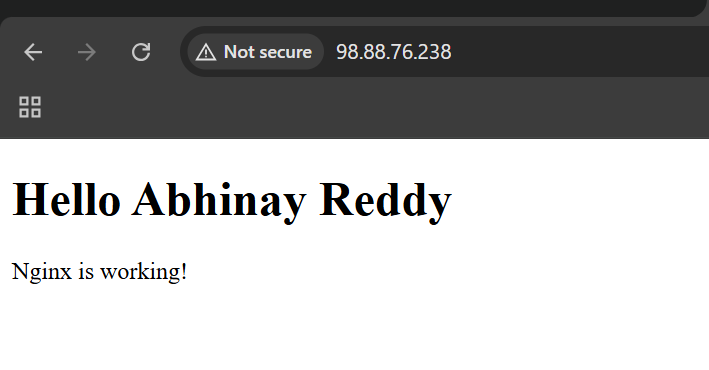 Not secure 98.88.76.238
Hello Abhinay Reddy
Nginx is working!